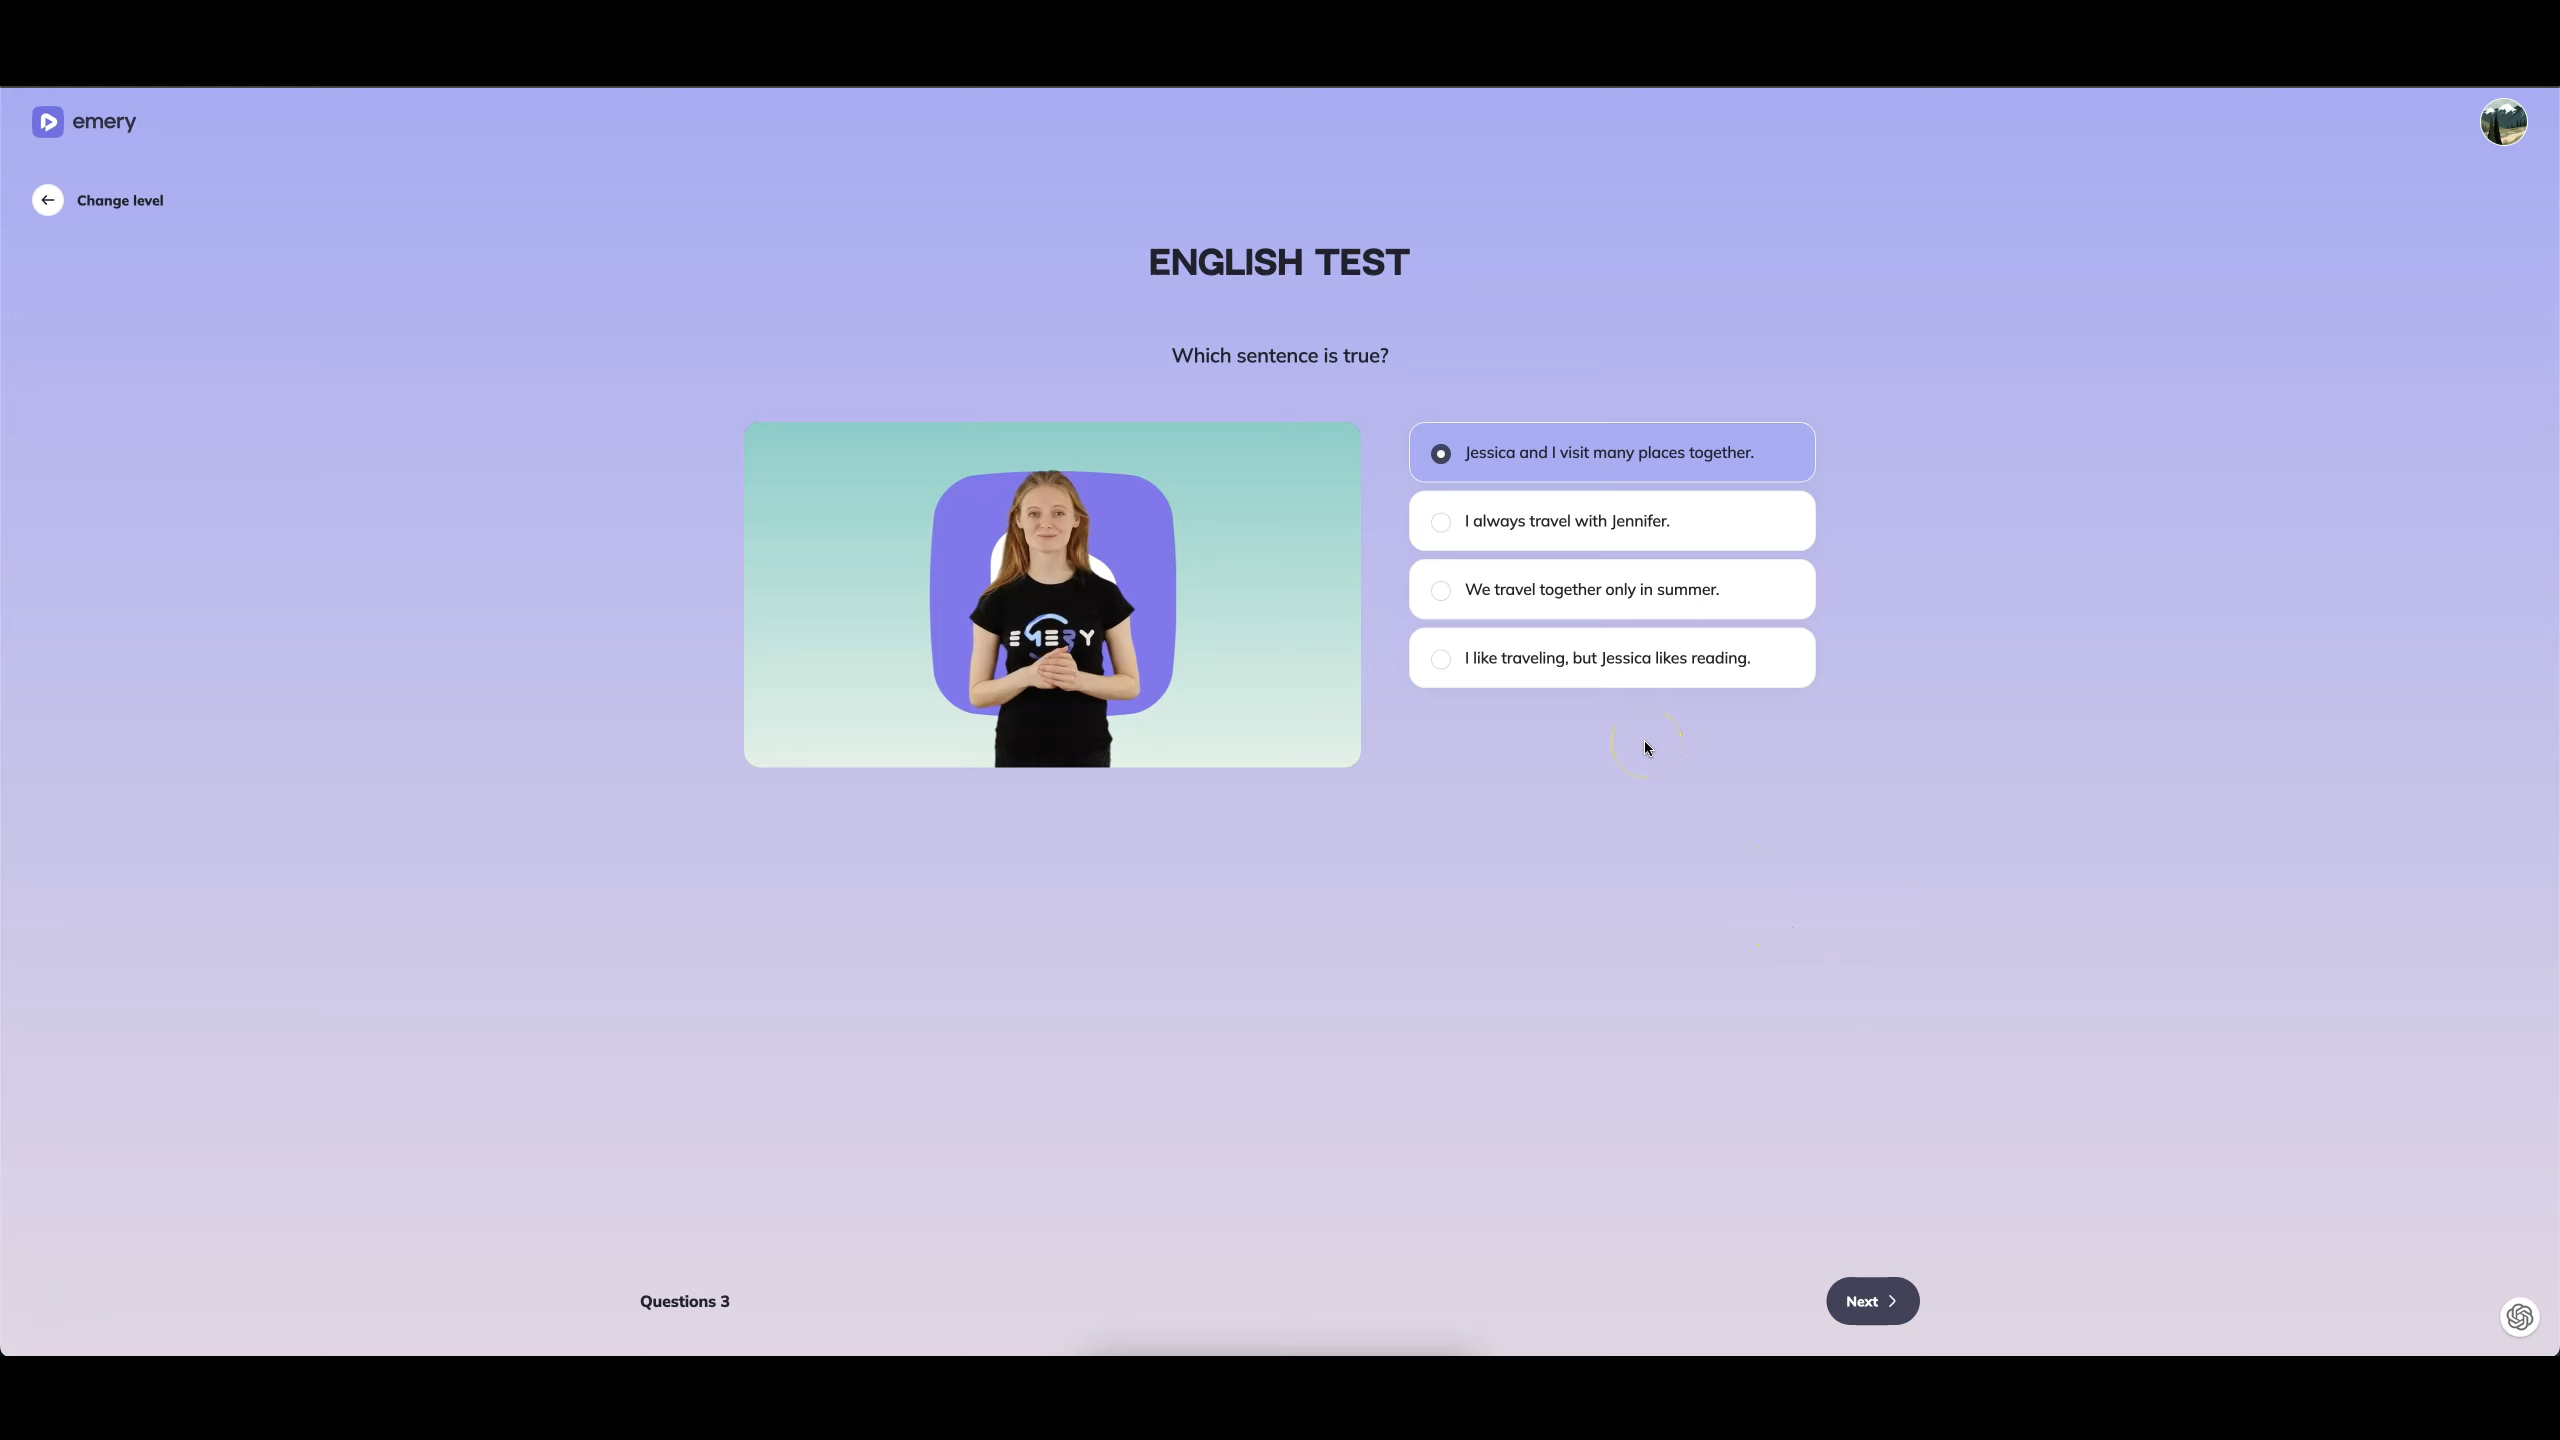 emery
Change level
ENGLISH TEST
Which sentence is true?
EMERY
Jessica and I visit many places together.
I always travel with Jennifer.
We travel together only in summer.
I like traveling, but Jessica likes reading.
Questions 3
Next